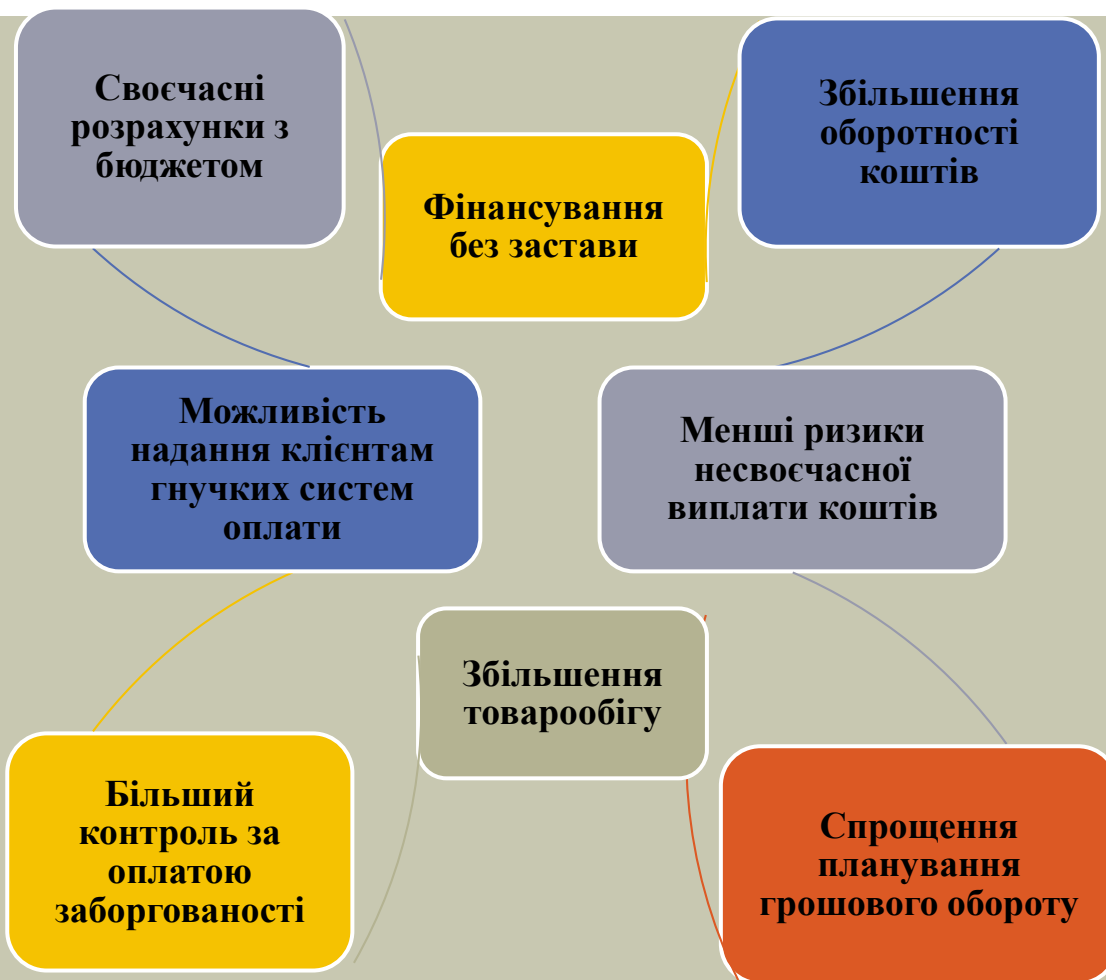 Своєчасні
розрахунки з
бюджетом
Фінансування
без застави
Збільшення
оборотності
коштів
Можливість
надання клієнтам
гнучких систем
оплати
Менші ризики
несвоєчасної
виплати коштів
Збільшення
товарообігу
Більший
контроль за
оплатою
заборгованості
Спрощення
планування
грошового обороту